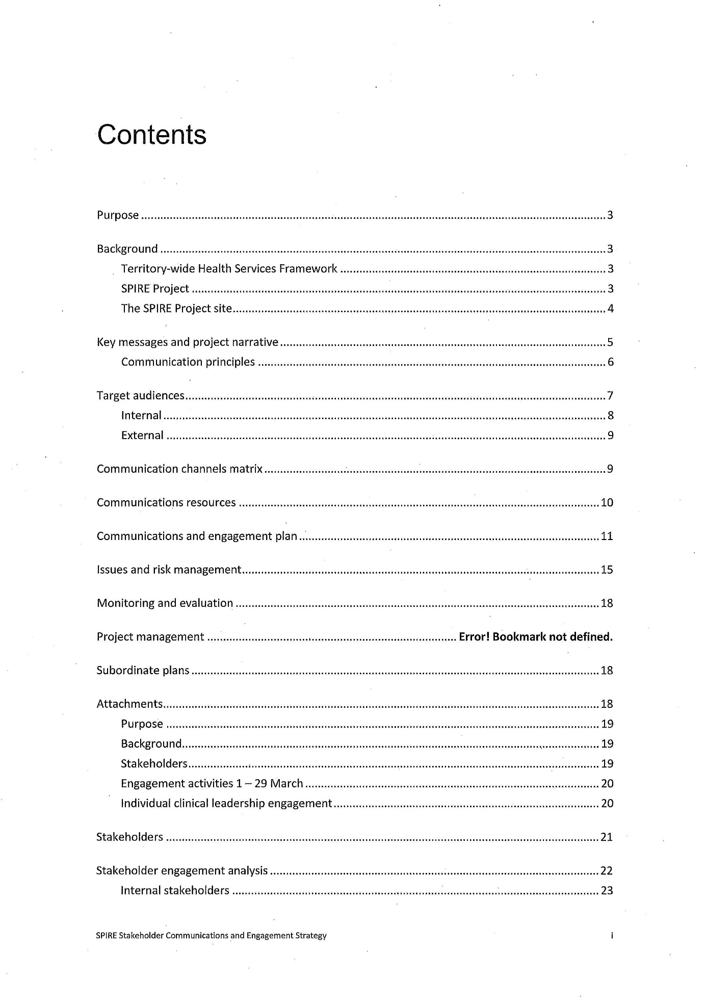 Contents
Purpose 3
Background 3
Territory-wide Health Services Framework 3
SPIRE Project 3
The SPIRE Project site 4
Key messages and project narrative 5
Communication principles 6
Target audiences 7
Internal 8
External 9
Communication channels matrix 9
Communications resources 10
Communications and engagement plan 11
Issues and risk management 15
Monitoring and evaluation 18
Project management Error! Bookmark not defined.
Subordinate plans 18
Attachments 18
Purpose 19
Background 19
Stakeholders 19
Engagement activities 1 – 29 March 20
Individual clinical leadership engagement 20
Stakeholders 21
Stakeholder engagement analysis 22
Internal stakeholders 23
SPIRE Stakeholder Communications and Engagement Strategy i